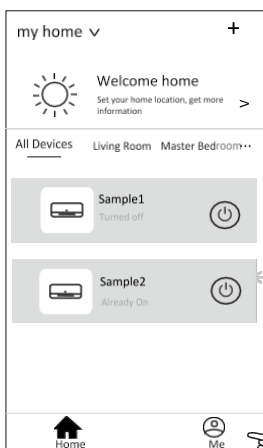 my home
+
Welcome home
Set your home location, get more
information
>
All Devices Living Room Master Bedroom...
Sample1
Turned off
Sample2
Already On
Home Me